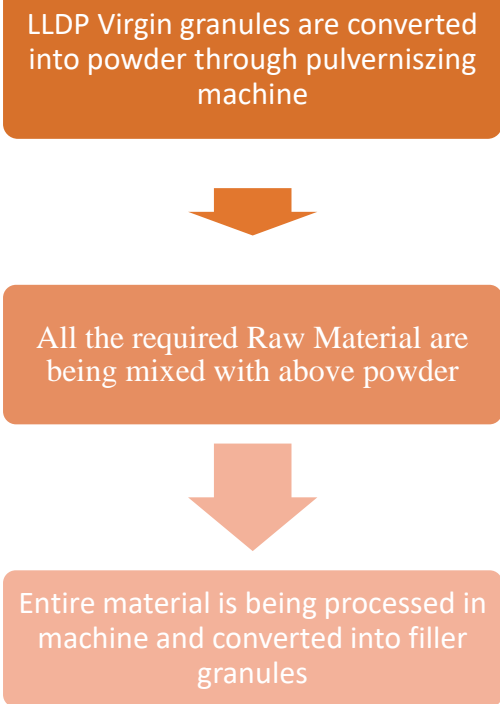 LLDP Virgin granules are converted
into powder through pulverniszing
machine
All the required Raw Material are
being mixed with above powder
Entire material is being processed in
machine and converted into filler
granules